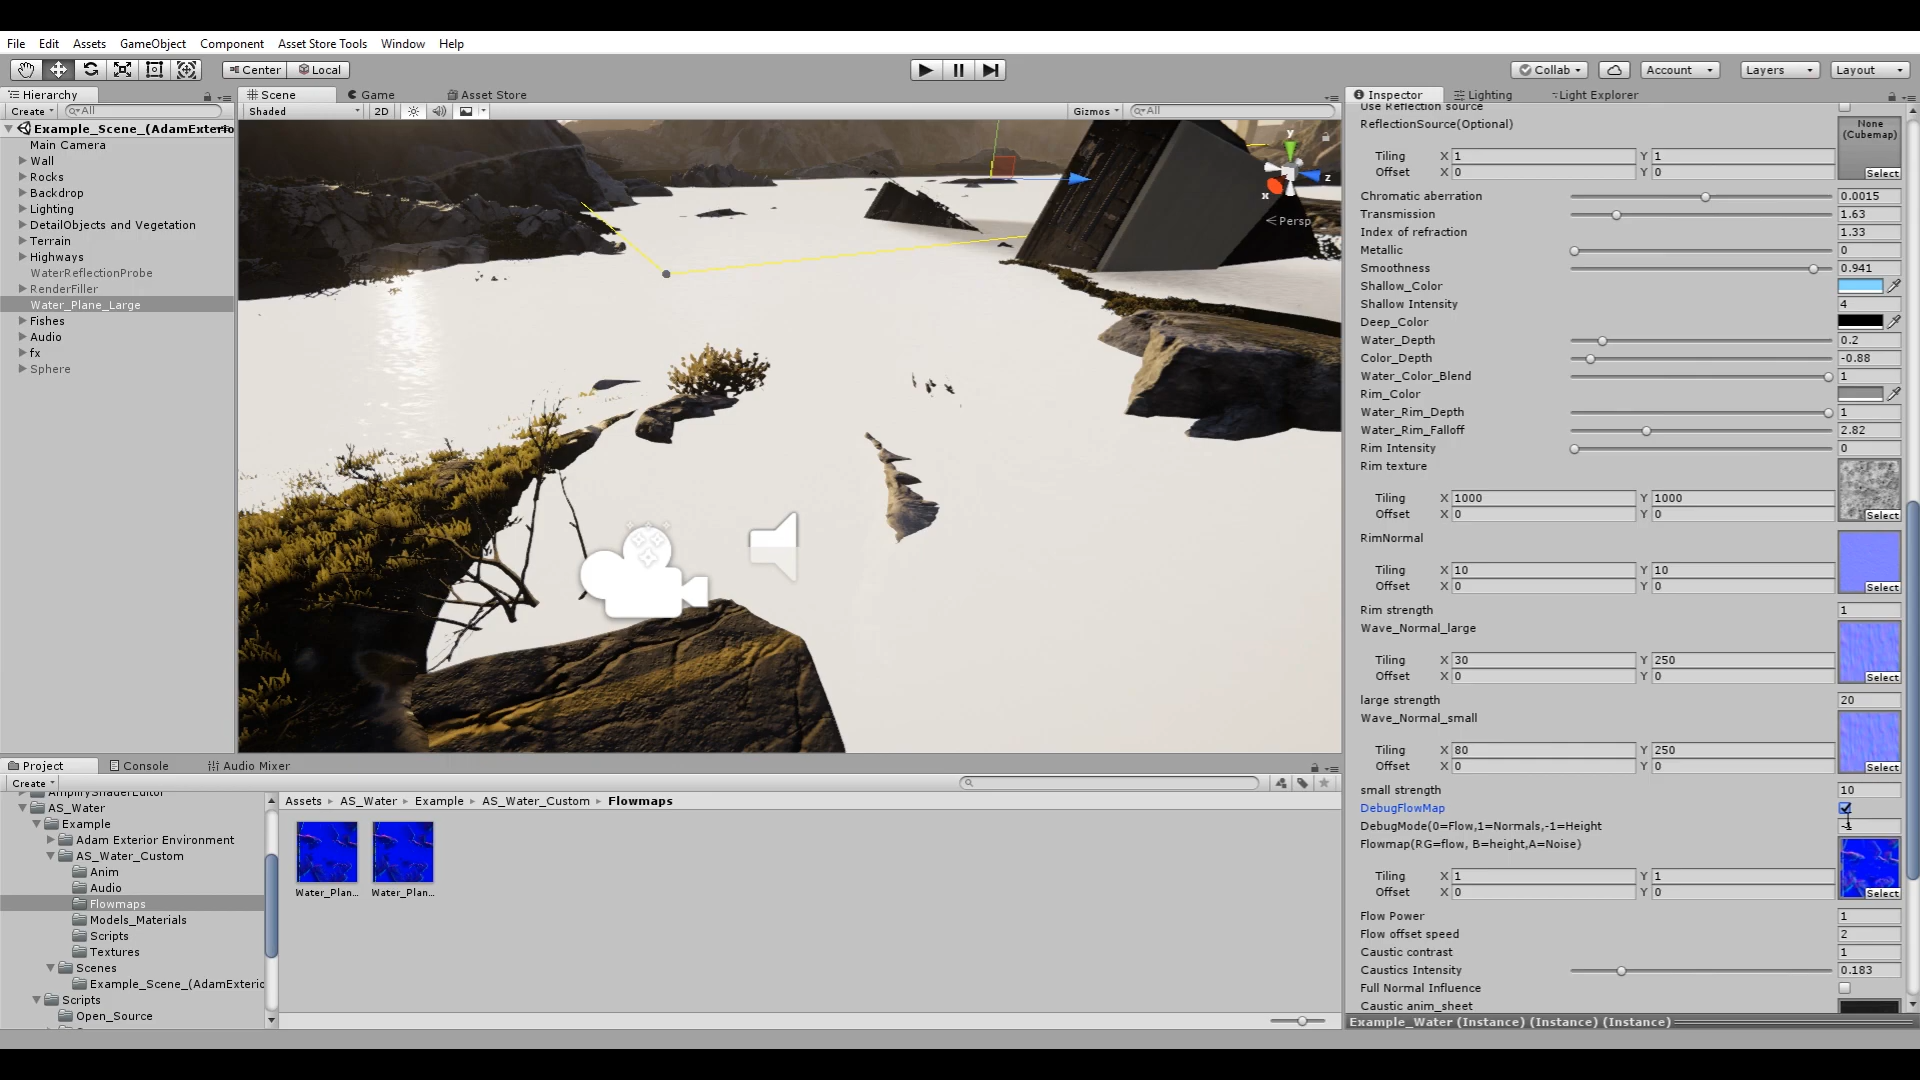 File Edit Assets GameObject Component Asset Store Tools Window Help
Center Local
Collab Account Layers Layout
Hierarchy
Create All
Example_Scene_(AdamExterio
Main Camera
Wall
Rocks
Backdrop
Lighting
DetailObjects and Vegetation
Terrain
Highways
WaterReflectionProbe
RenderFiller
Water_Plane_Large
Fishes
Audio
fx
Sphere
Scene Game Asset Store
Shaded 2D Gizmos All
y
z
x
Persp
Inspector Lighting Light Explorer
Use Reflection source
ReflectionSource(Optional)
None
(Cubemap)
Tiling X 1 Y 1
Offset X 0 Y 0
Select
Chromatic aberration 0.0015
Transmission 1.63
Index of refraction 1.33
Metallic 0
Smoothness 0.941
Shallow_Color
Shallow Intensity 4
Deep_Color
Water_Depth 0.2
Color_Depth -0.88
Water_Color_Blend 1
Rim_Color
Water_Rim_Depth 1
Water_Rim_Falloff 2.82
Rim Intensity 0
Rim texture
Tiling X 1000 Y 1000
Offset X 0 Y 0
Select
RimNormal
Tiling X 10 Y 10
Offset X 0 Y 0
Select
Rim strength 1
Wave_Normal_large
Tiling X 30 Y 250
Offset X 0 Y 0
Select
large strength 20
Wave_Normal_small
Tiling X 80 Y 250
Offset X 0 Y 0
Select
small strength 10
DebugFlowMap
DebugMode(0=Flow,1=Normals,-1=Height -1
Flowmap(RG=flow, B=height,A=Noise)
Tiling X 1 Y 1
Offset X 0 Y 0
Select
Flow Power 1
Flow offset speed 2
Caustic contrast 1
Caustics Intensity 0.183
Full Normal Influence
Caustic anim_sheet
Example_Water (Instance) (Instance) (Instance)
Project Console Audio Mixer
Create
AmplifyShaderEditor
AS_Water
Example
Adam Exterior Environment
AS_Water_Custom
Anim
Audio
Flowmaps
Models_Materials
Scripts
Textures
Scenes
Example_Scene_(AdamExteric
Scripts
Open_Source
Assets AS_Water Example AS_Water_Custom Flowmaps
Water_Plan... Water_Plan...